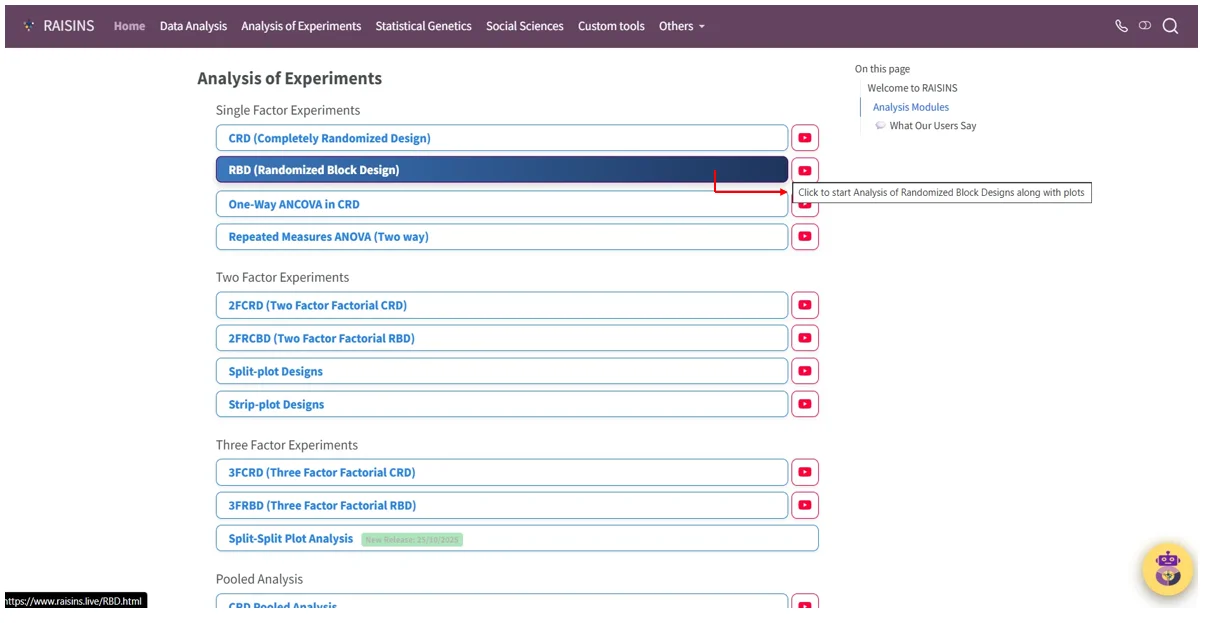 RAISINS Home Data Analysis Analysis of Experiments Statistical Genetics Social Sciences Custom tools Others
Analysis of Experiments
Single Factor Experiments
CRD (Completely Randomized Design)
RBD (Randomized Block Design)
Click to start Analysis of Randomized Block Designs along with plots
One-Way ANCOVA in CRD
Repeated Measures ANOVA (Two way)
Two Factor Experiments
2FCRD (Two Factor Factorial CRD)
2FRCBD (Two Factor Factorial RBD)
Split-plot Designs
Strip-plot Designs
Three Factor Experiments
3FCRD (Three Factor Factorial CRD)
3FRBD (Three Factor Factorial RBD)
Split-Split Plot Analysis New Release: 25/10/2025
Pooled Analysis
CRD Pooled Analysis
On this page
Welcome to RAISINS
Analysis Modules
What Our Users Say
https://www.raisins.live/RBD.html